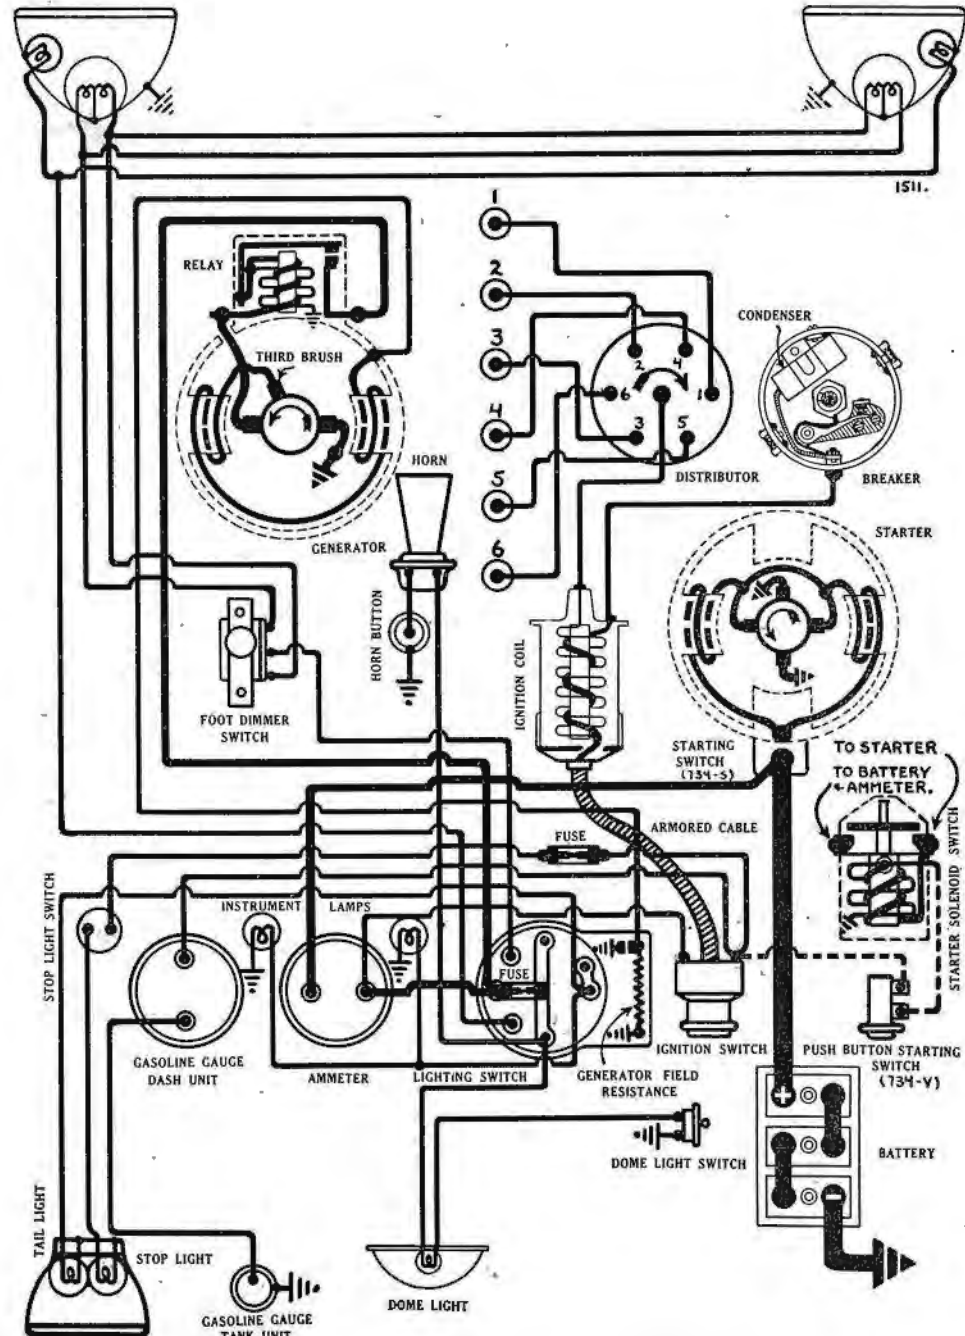 1511.
1
2
3
4
5
6
RELAY
THIRD BRUSH
GENERATOR
HORN
HORN BUTTON
2
4
6
1
3
5
DISTRIBUTOR
CONDENSER
BREAKER
STARTER
IGNITION COIL
FOOT DIMMER
SWITCH
STARTING
SWITCH
(734-S)
TO STARTER
TO BATTERY
& AMMETER.
STARTER SOLENOID SWITCH
ARMORED CABLE
FUSE
STOP LIGHT SWITCH
INSTRUMENT LAMPS
FUSE
GASOLINE GAUGE
DASH UNIT
AMMETER
LIGHTING SWITCH
GENERATOR FIELD
RESISTANCE
IGNITION SWITCH
PUSH BUTTON STARTING
SWITCH
(734-V)
DOME LIGHT SWITCH
BATTERY
TAIL LIGHT
STOP LIGHT
GASOLINE GAUGE
TANK UNIT
DOME LIGHT